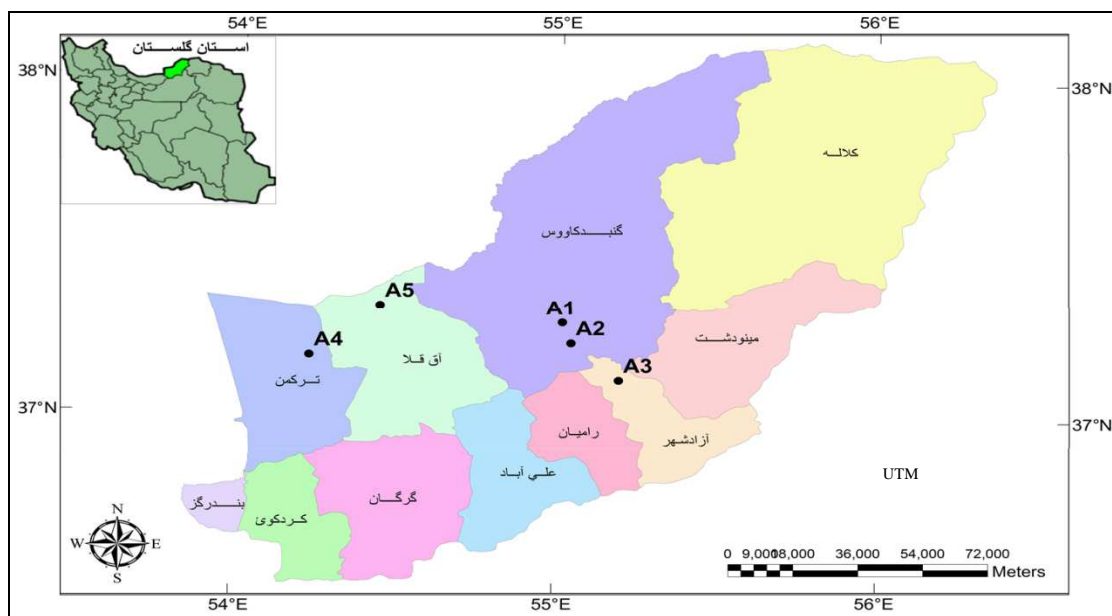 54°E 55°E 56°E
استان گلستان
38°N 38°N
کلاله
گنبدکاووس
A5
A1
A2
A4
مینودشت
آق قلا
A3
ترکمن
37°N 37°N
رامیان
آزادشهر
علي آباد
UTM
گرگان
بندرگز
کردکوئ
N
W E
S
0 9,000 18,000 36,000 54,000 72,000
Meters
54°E 55°E 56°E